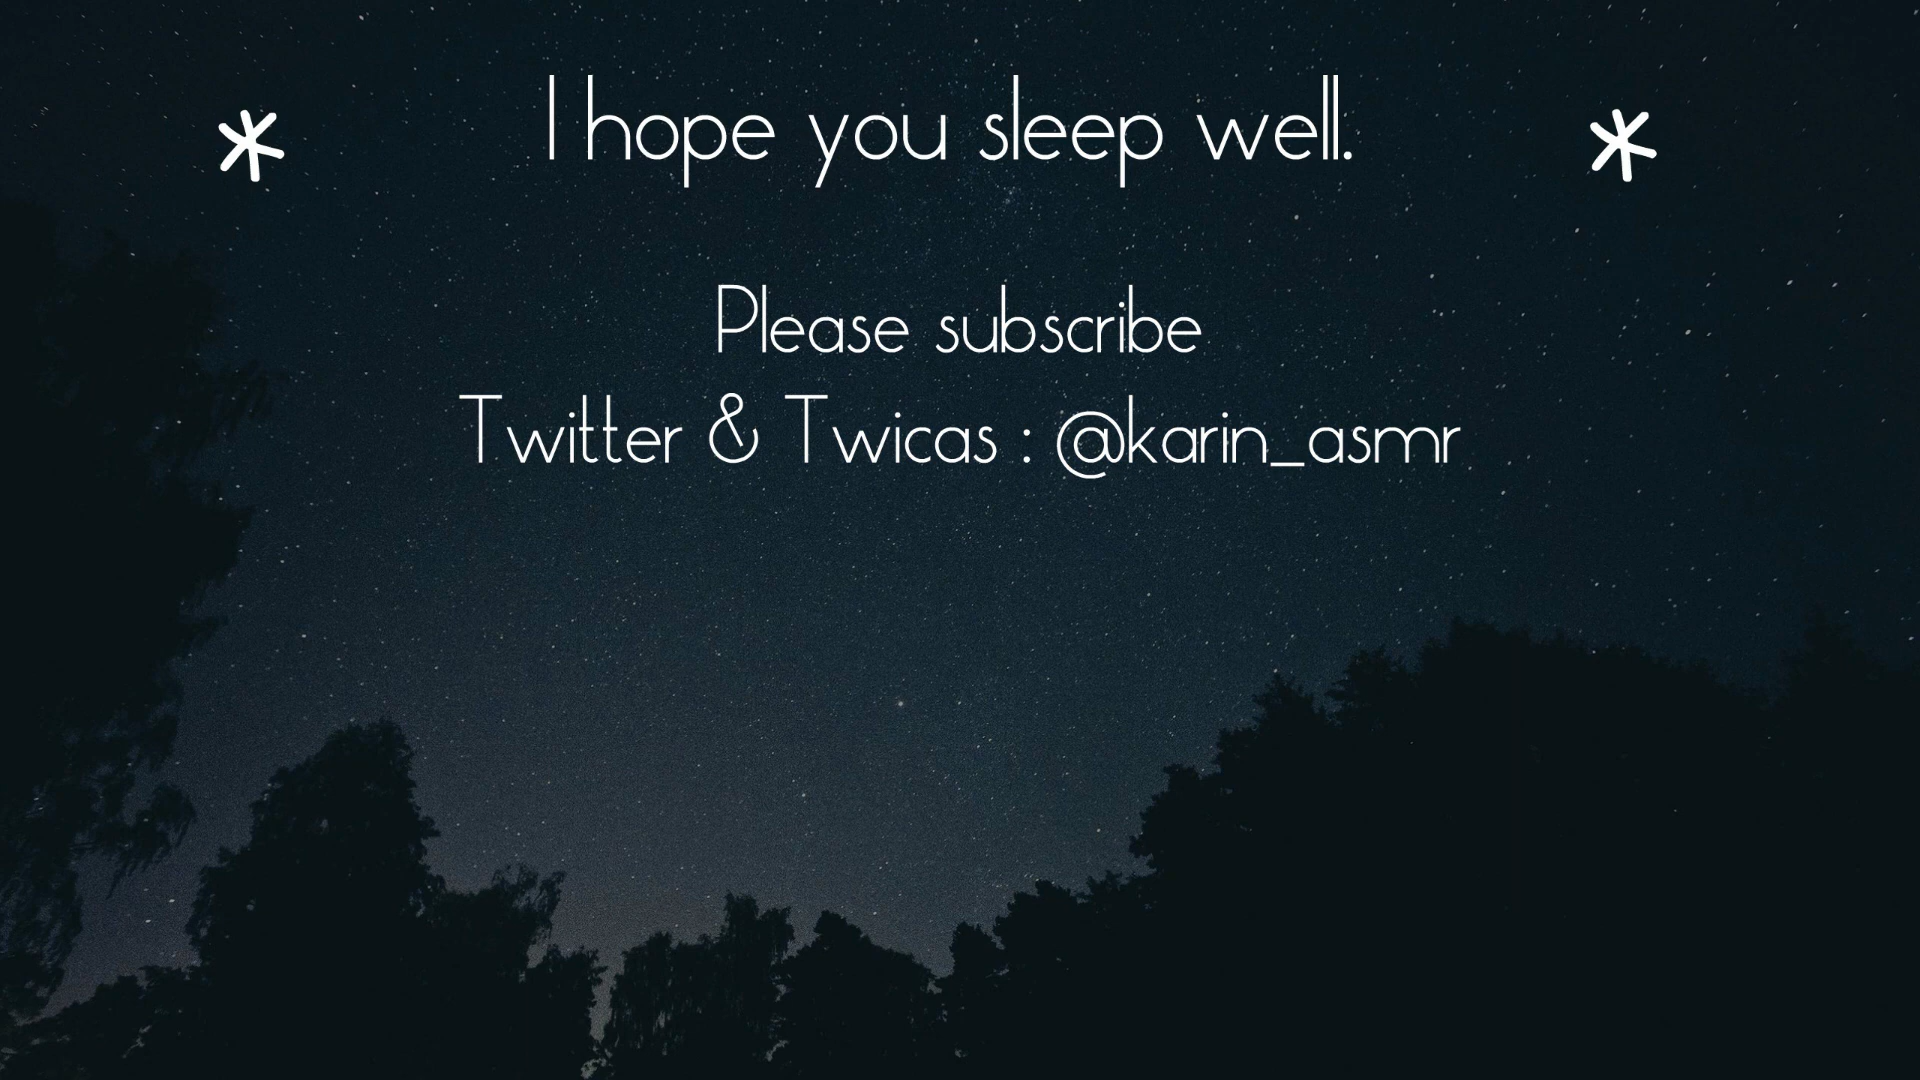 * I hope you sleep well. *
Please subscribe
Twitter & Twicas : @karin_asmr